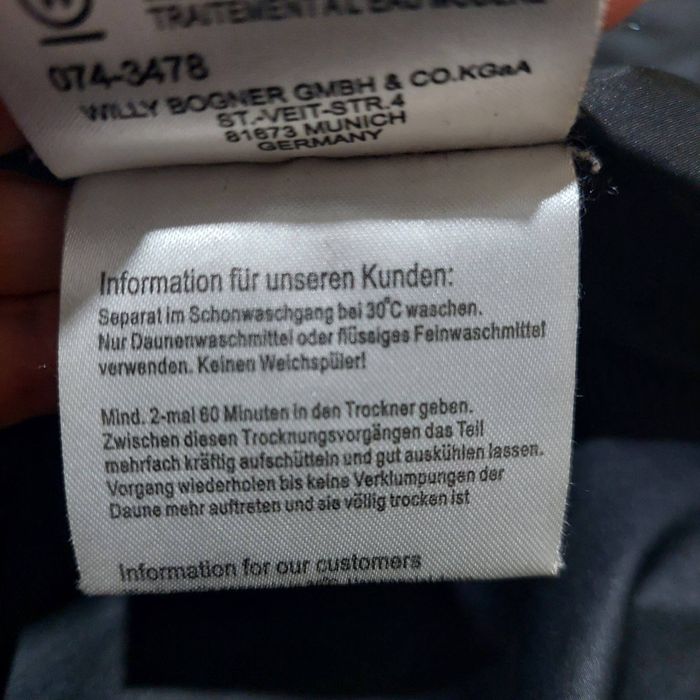 TRAITEMENT AU
074-3478
WILLY BOGNER GMBH & CO.KGaA
ST.-VEIT-STR.4
81673 MUNICH
GERMANY
Information für unseren Kunden:
Separat im Schonwaschgang bei 30°C waschen.
Nur Daunenwaschmittel oder flüssiges Feinwaschmittel
verwenden. Keinen Weichspüler!
Mind. 2-mal 60 Minuten in den Trockner geben.
Zwischen diesen Trocknungsvorgängen das Teil
mehrfach kräftig aufschütteln und gut auskühlen lassen.
Vorgang wiederholen bis keine Verklumpungen der
Daune mehr auftreten und sie völlig trocken ist
Information for our customers